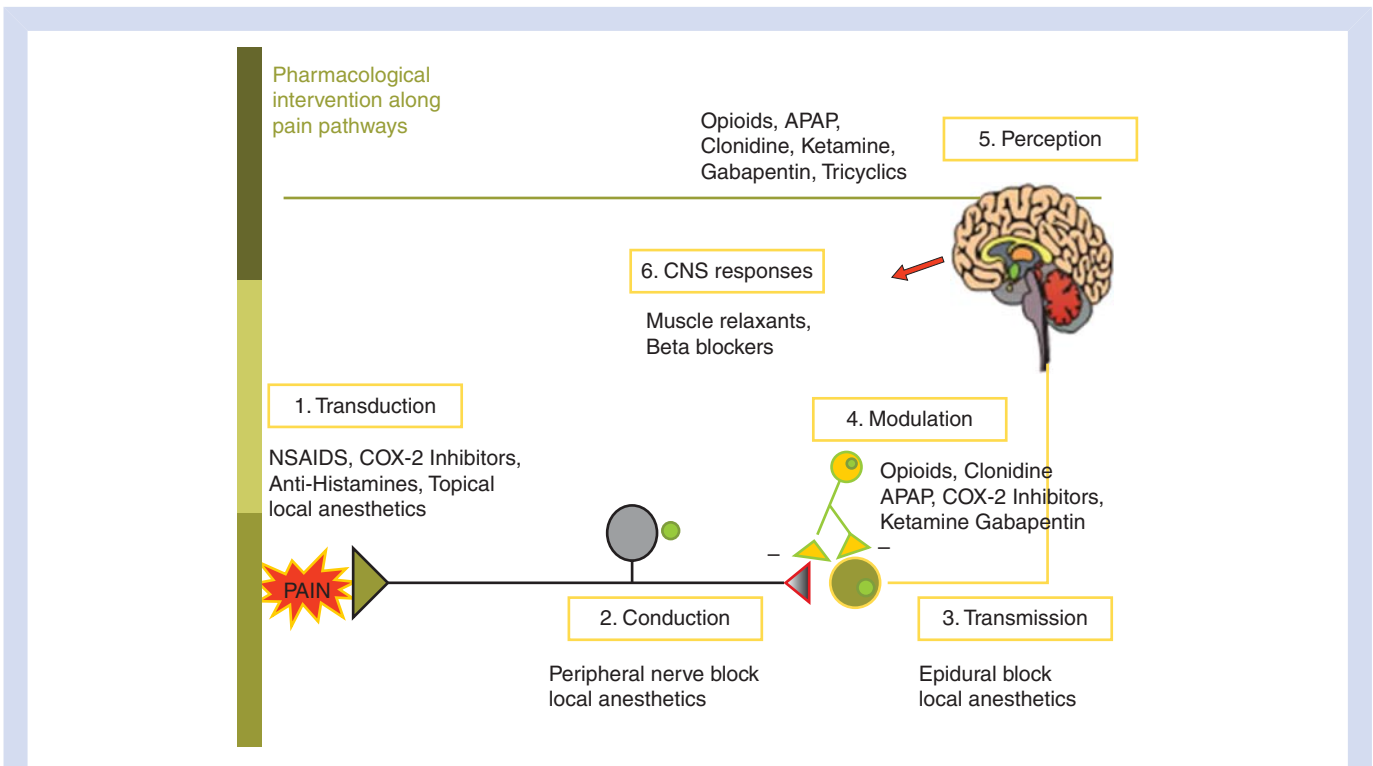 Pharmacological
intervention along
pain pathways
Opioids, APAP,
Clonidine, Ketamine,
Gabapentin, Tricyclics
5. Perception
6. CNS responses
Muscle relaxants,
Beta blockers
1. Transduction
NSAIDS, COX-2 Inhibitors,
Anti-Histamines, Topical
local anesthetics
4. Modulation
Opioids, Clonidine
APAP, COX-2 Inhibitors,
Ketamine Gabapentin
– –
PAIN
2. Conduction
Peripheral nerve block
local anesthetics
3. Transmission
Epidural block
local anesthetics